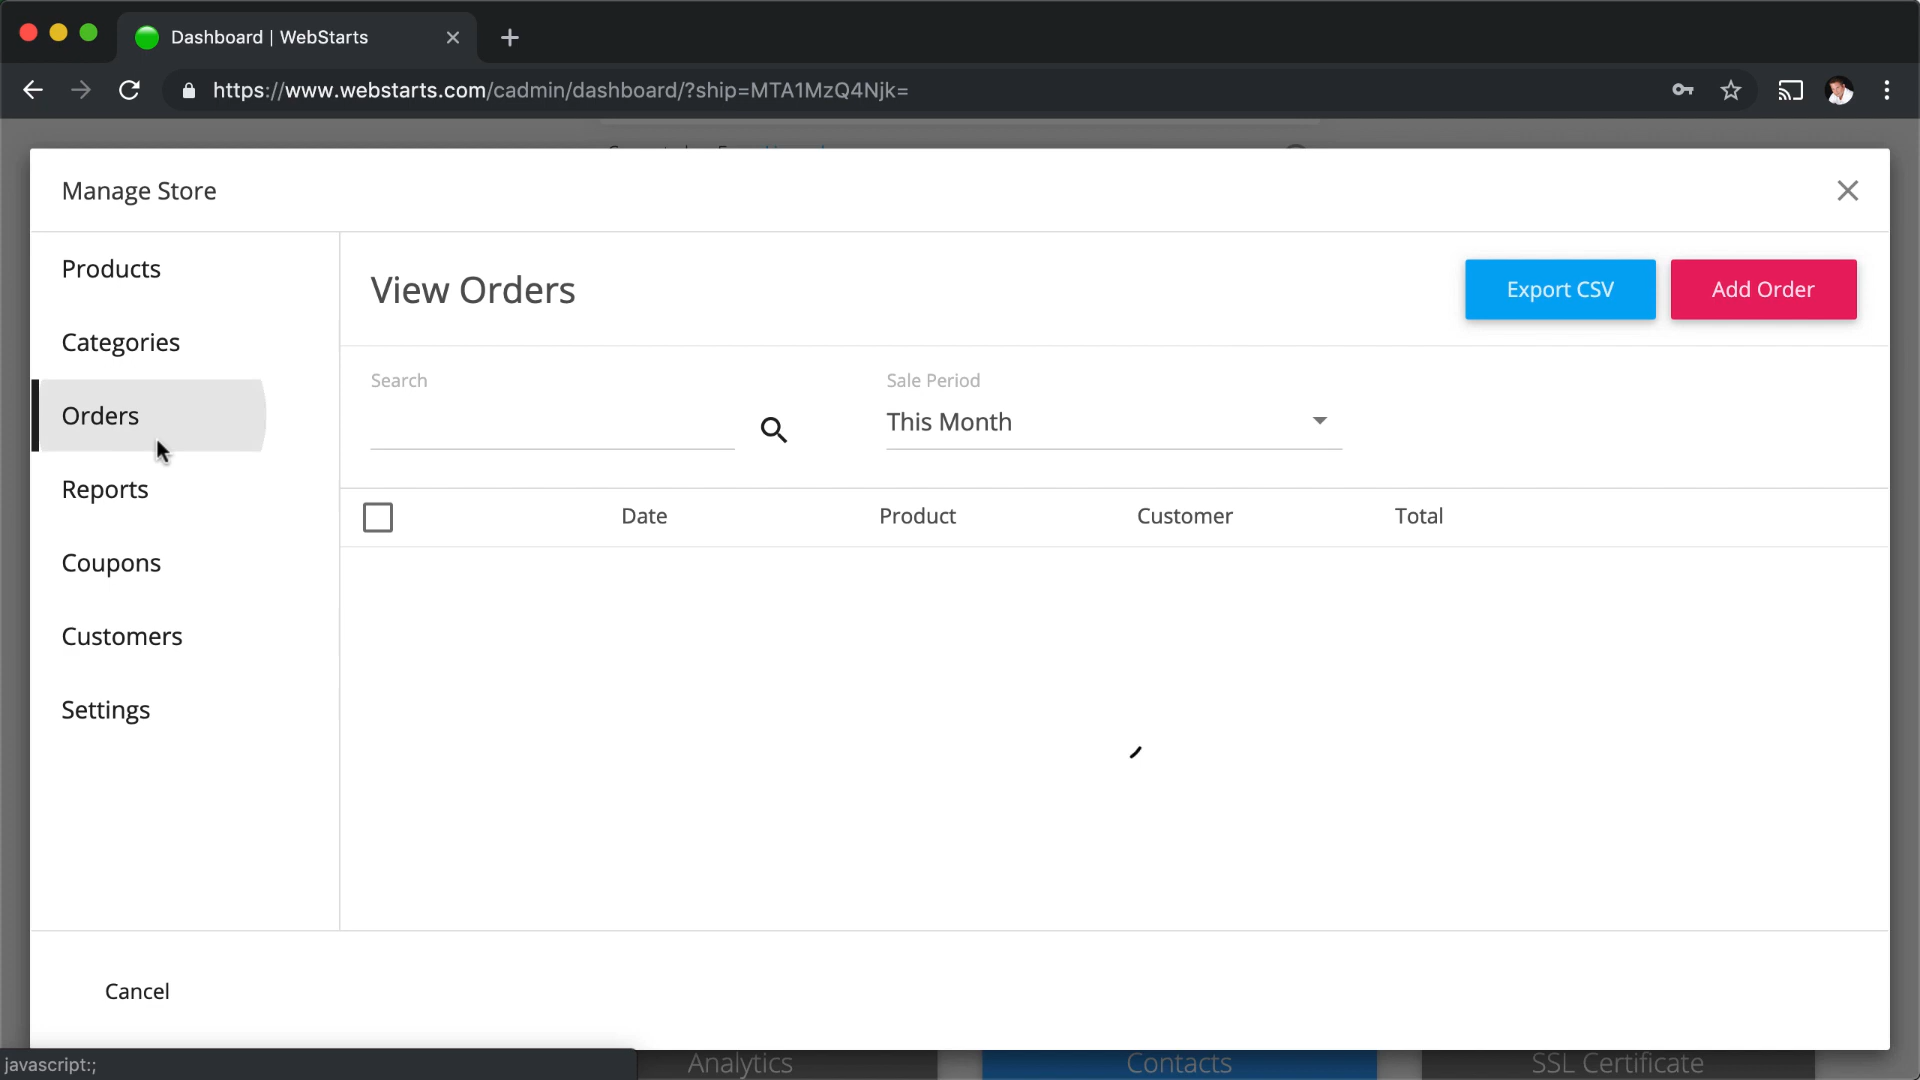 Dashboard | WebStarts
https://www.webstarts.com/cadmin/dashboard/?ship=MTA1MzQ4Njk=
Manage Store
Products
Categories
Orders
Reports
Coupons
Customers
Settings
View Orders
Export CSV
Add Order
Search
Sale Period
This Month
Date
Product
Customer
Total
Cancel
javascript:;
Analytics
Contacts
SSL Certificate